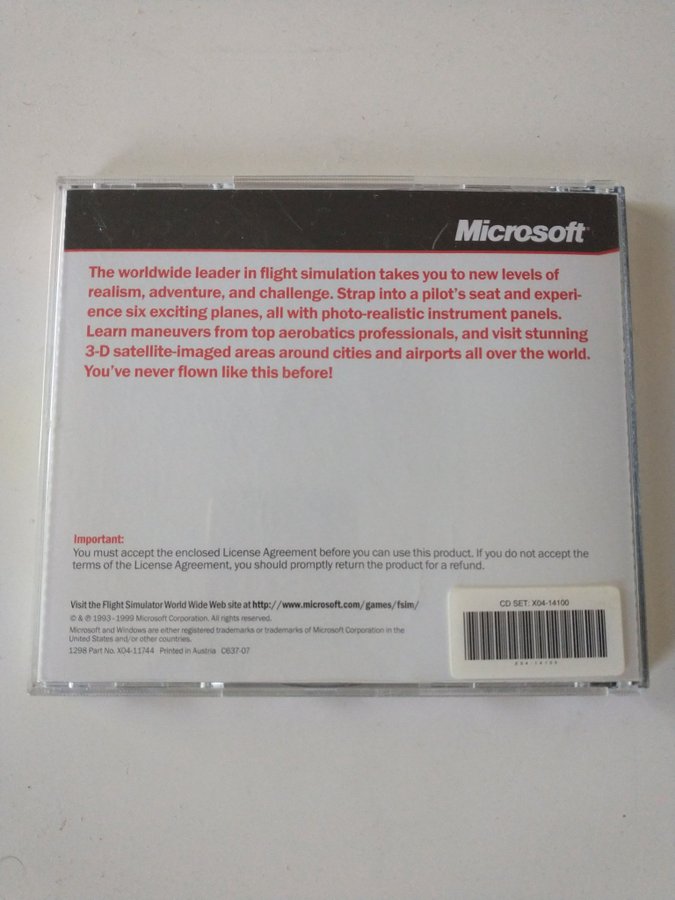 Microsoft
The worldwide leader in flight simulation takes you to new levels of
realism, adventure, and challenge. Strap into a pilot's seat and experi-
ence six exciting planes, all with photo-realistic instrument panels.
Learn maneuvers from top aerobatics professionals, and visit stunning
3-D satellite-imaged areas around cities and airports all over the world.
You've never flown like this before!
Important:
You must accept the enclosed License Agreement before you can use this product. If you do not accept the
terms of the License Agreement, you should promptly return the product for a refund.
Visit the Flight Simulator World Wide Web site at http://www.microsoft.com/games/fsim/
© & ℗ 1993-1999 Microsoft Corporation. All rights reserved.
Microsoft and Windows are either registered trademarks or trademarks of Microsoft Corporation in the
United States and/or other countries.
1298 Part No. X04-11744 Printed in Austria C637-07
CD SET: X04-14100